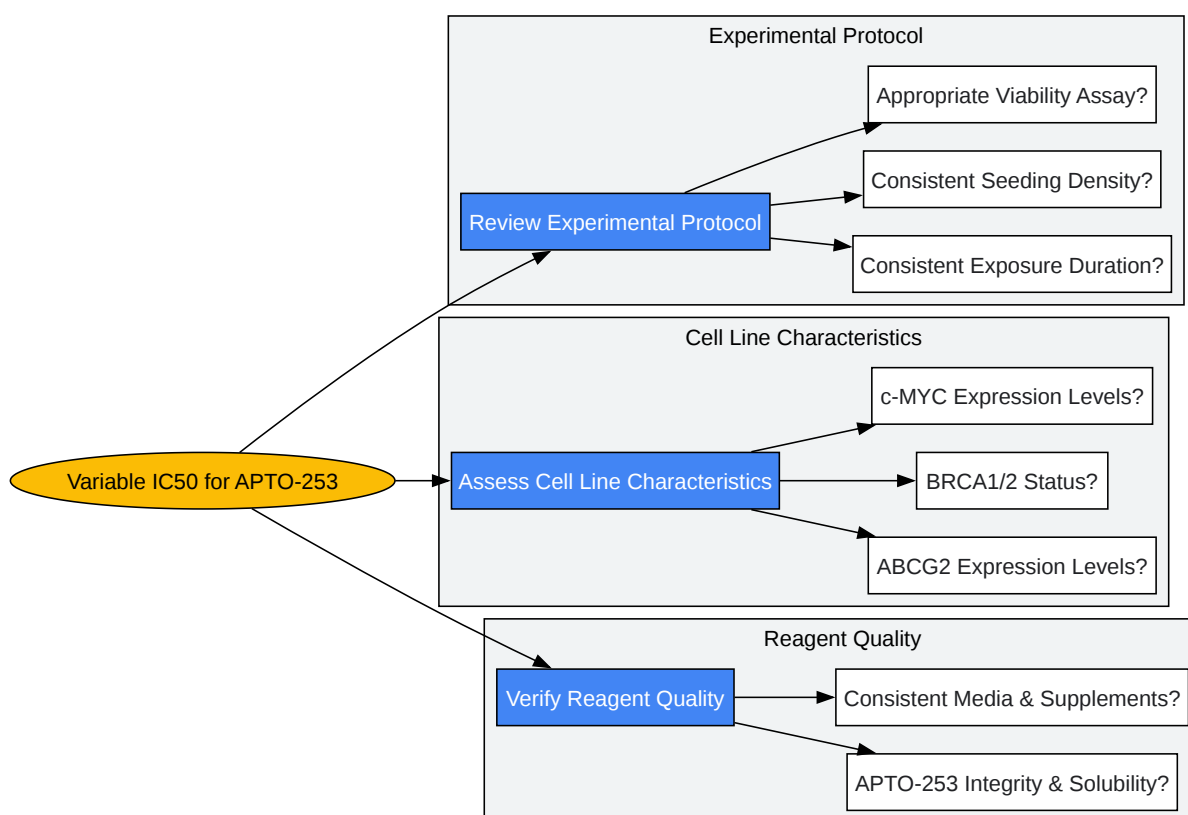 Experimental Protocol
Appropriate Viability Assay?
Consistent Seeding Density?
Review Experimental Protocol
Consistent Exposure Duration?
Cell Line Characteristics
c-MYC Expression Levels?
Variable IC50 for APTO-253
Assess Cell Line Characteristics
BRCA1/2 Status?
ABCG2 Expression Levels?
Reagent Quality
Verify Reagent Quality
Consistent Media & Supplements?
APTO-253 Integrity & Solubility?